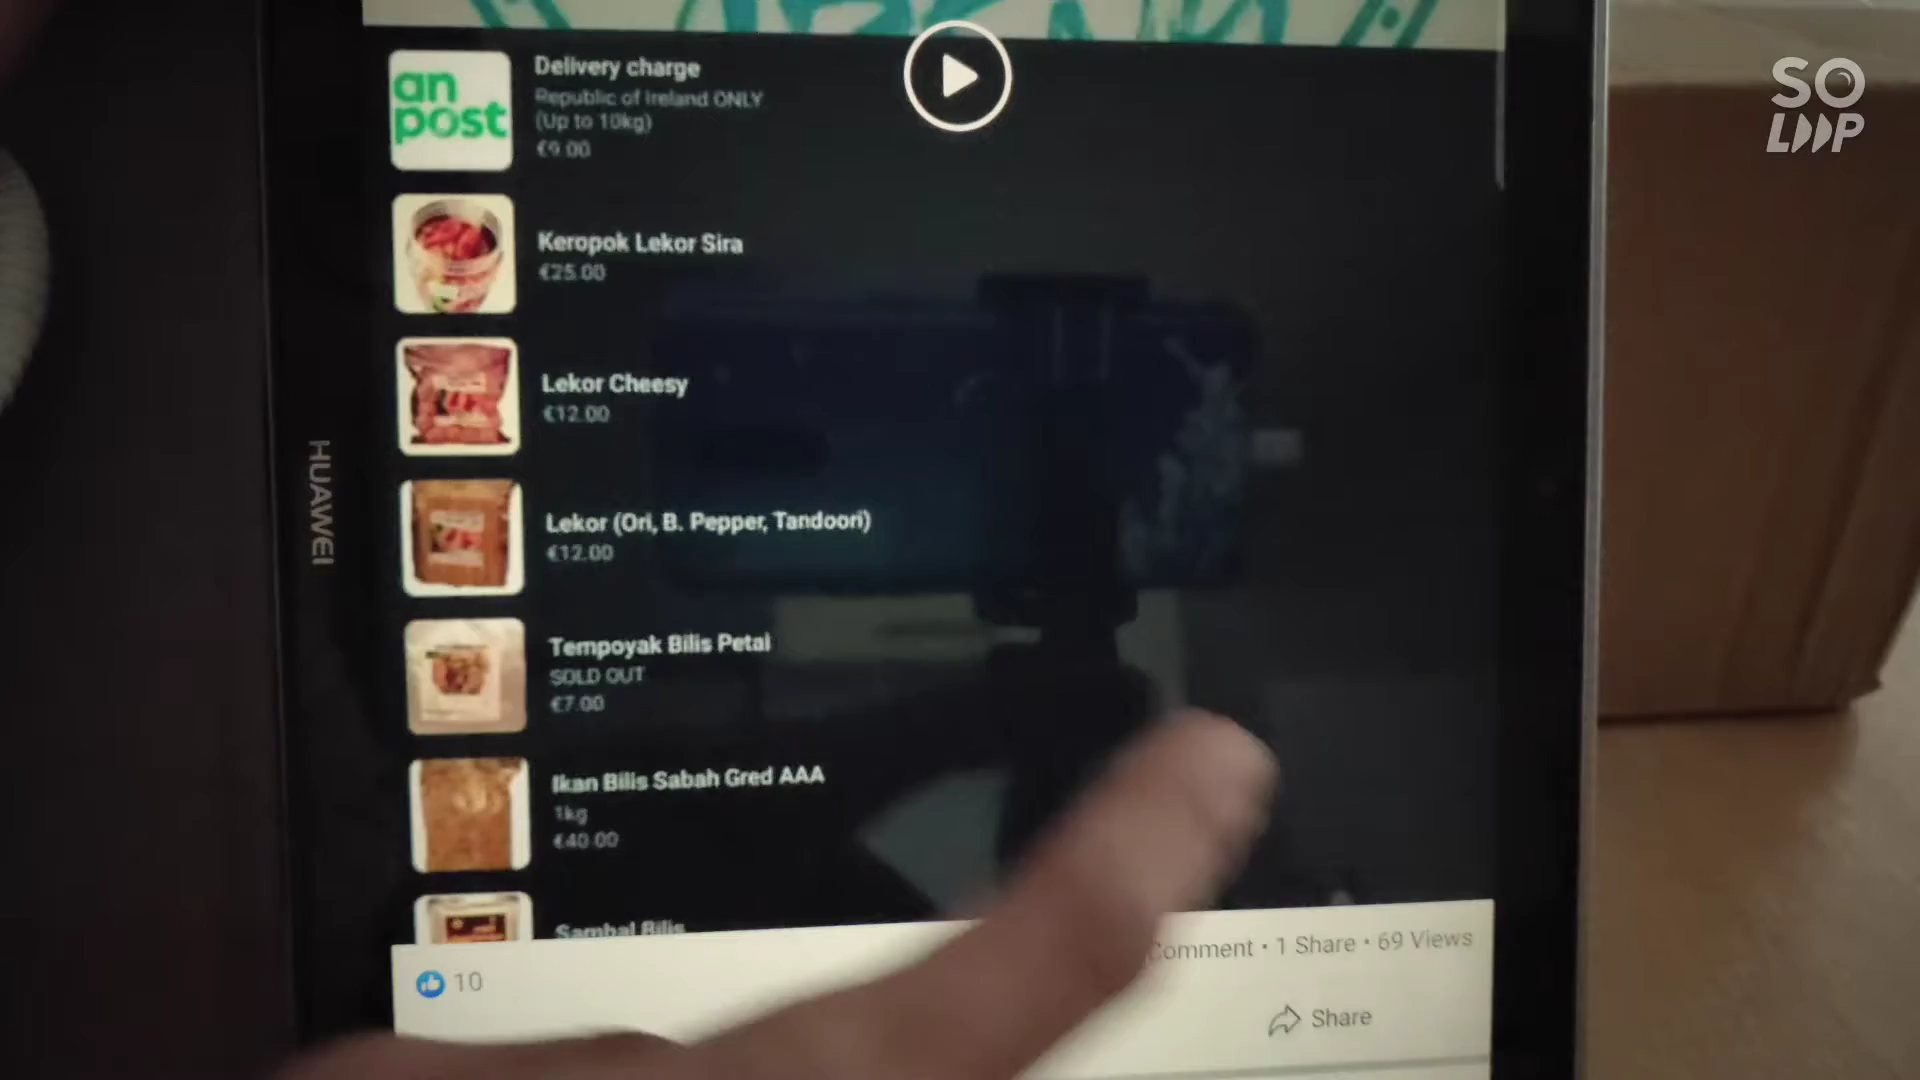 SO
LOOP
an
post
Delivery charge
Republic of Ireland ONLY
(Up to 10kg)
€9.00
Keropok Lekor Sira
€25.00
Lekor Cheesy
€12.00
Lekor (Ori, B. Pepper, Tandoori)
€12.00
Tempoyak Bilis Petai
SOLD OUT
€7.00
Ikan Bilis Sabah Gred AAA
1kg
€40.00
Sambal Bilis
HUAWEI
10
Comment • 1 Share • 69 Views
Share